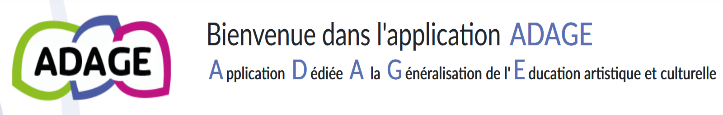 ADAGE
Bienvenue dans l'application ADAGE
Application Dédiée A la Généralisation de l'Education artistique et culturelle